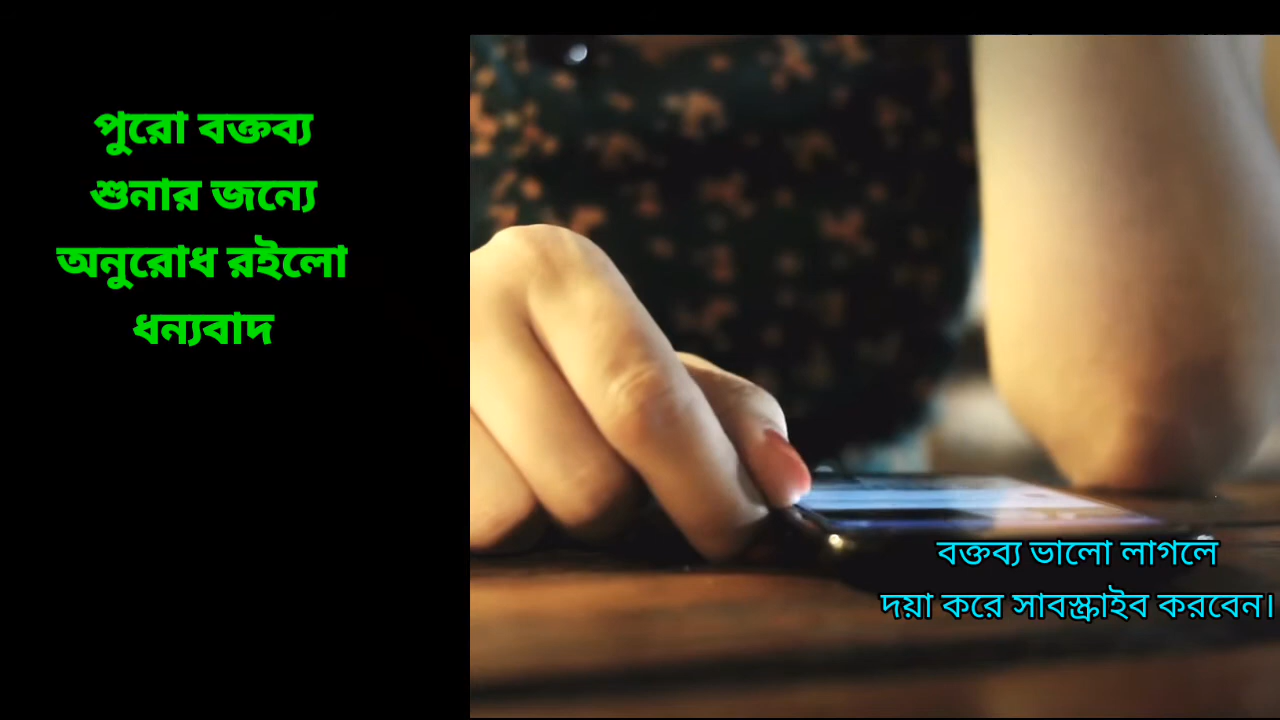 পুরো বক্তব্য
শুনার জন্যে
অনুরোধ রইলো
ধন্যবাদ
বক্তব্য ভালো লাগলে
দয়া করে সাবস্ক্রাইব করবেন।